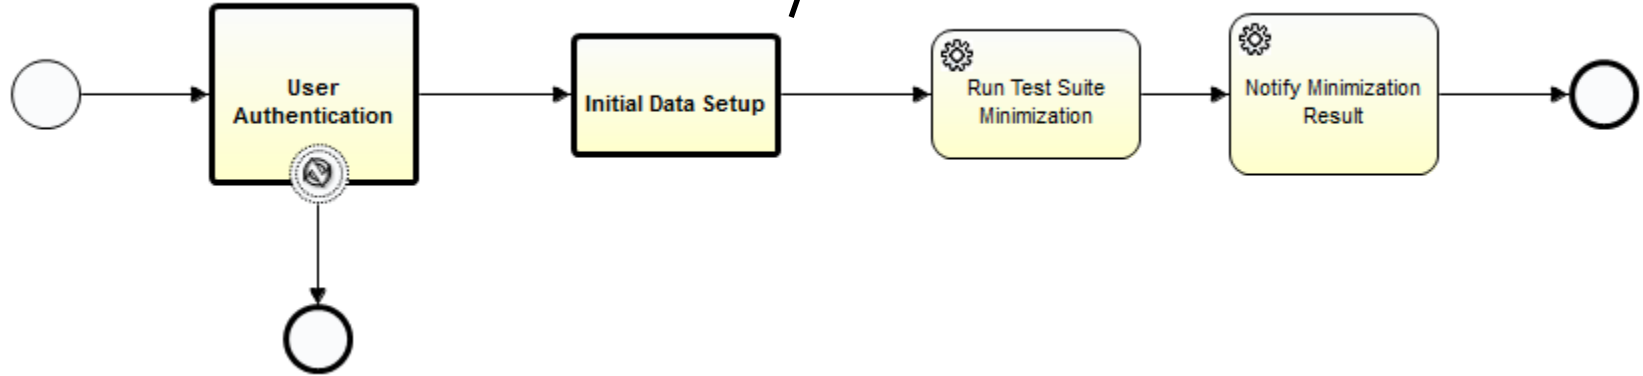 User
Authentication
Initial Data Setup
Run Test Suite
Minimization
Notify Minimization
Result